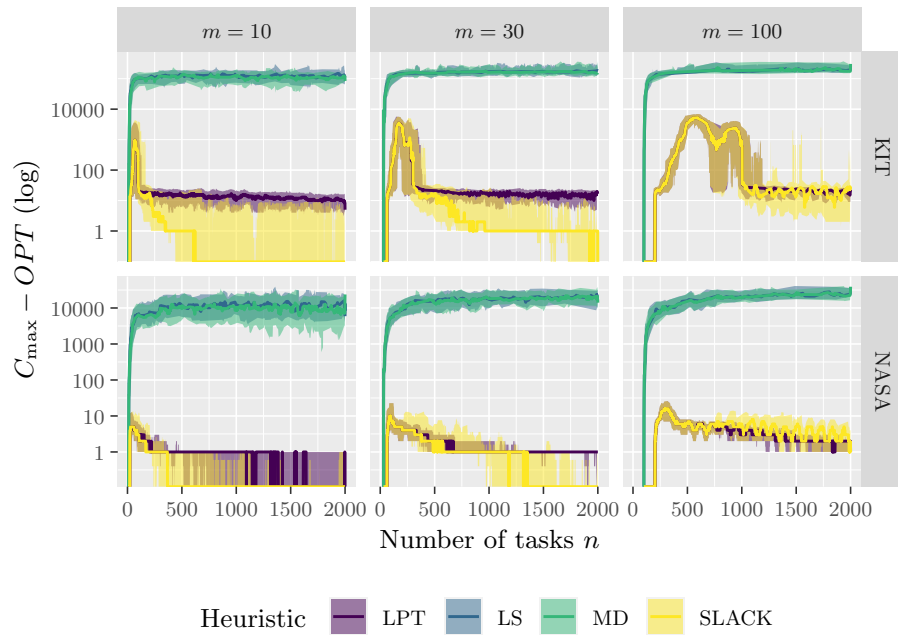 m = 10 m = 30 m = 100
10000
100
1
KIT
10000
1000
100
10
1
NASA
C_max − OPT (log)
0 500 1000 1500 2000 0 500 1000 1500 2000 0 500 1000 1500 2000
Number of tasks n
Heuristic LPT LS MD SLACK